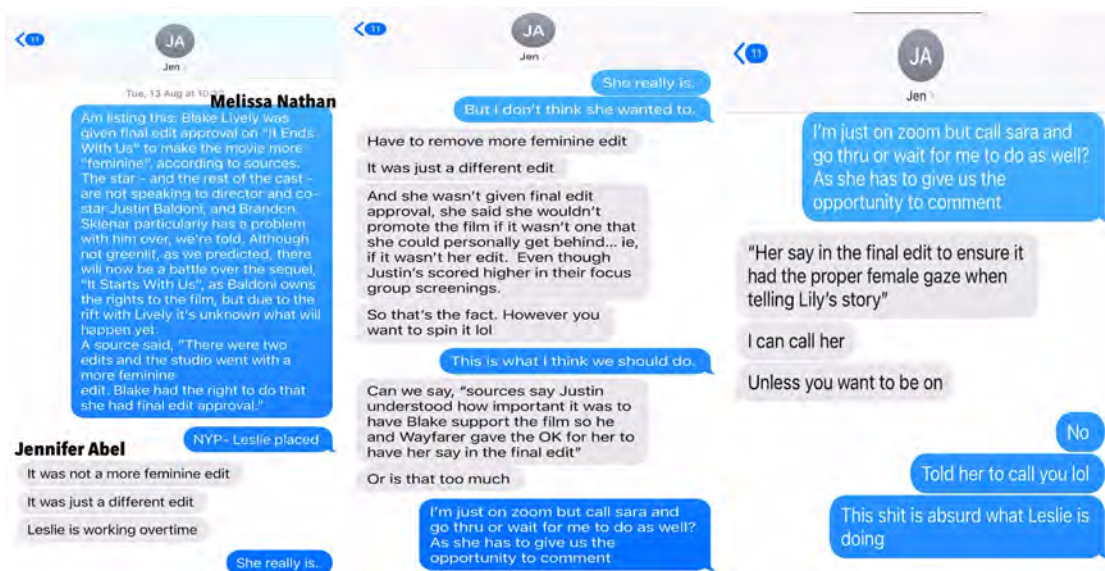 11
JA
Jen
Tue, 13 Aug at
Melissa Nathan
Am listing this: Blake Lively was
given final edit approval on "It Ends
With Us" to make the movie more
"feminine", according to sources.
The star – and the rest of the cast –
are not speaking to director and co-
star Justin Baldoni, and Brandon
Sklenar particularly has a problem
with him over, we're told. Although
not greenlit, as we predicted, there
will now be a battle over the sequel,
"It Starts With Us", as Baldoni owns
the rights to the film, but due to the
rift with Lively it's unknown what will
happen yet.
A source said, "There were two
edits and the studio went with a
more feminine
edit. Blake had the right to do that
she had final edit approval."
NYP- Leslie placed
Jennifer Abel
It was not a more feminine edit
It was just a different edit
Leslie is working overtime
She really is.
11
JA
Jen
She really is.
But I don't think she wanted to.
Have to remove more feminine edit
It was just a different edit
And she wasn't given final edit
approval, she said she wouldn't
promote the film if it wasn't one that
she could personally get behind... ie,
if it wasn't her edit. Even though
Justin's scored higher in their focus
group screenings.
So that's the fact. However you
want to spin it lol
This is what I think we should do.
Can we say, "sources say Justin
understood how important it was to
have Blake support the film so he
and Wayfarer gave the OK for her to
have her say in the final edit"
Or is that too much
I'm just on zoom but call sara and
go thru or wait for me to do as well?
As she has to give us the
opportunity to comment
11
JA
Jen
I'm just on zoom but call sara and
go thru or wait for me to do as well?
As she has to give us the
opportunity to comment
"Her say in the final edit to ensure it
had the proper female gaze when
telling Lily's story"
I can call her
Unless you want to be on
No
Told her to call you lol
This shit is absurd what Leslie is
doing